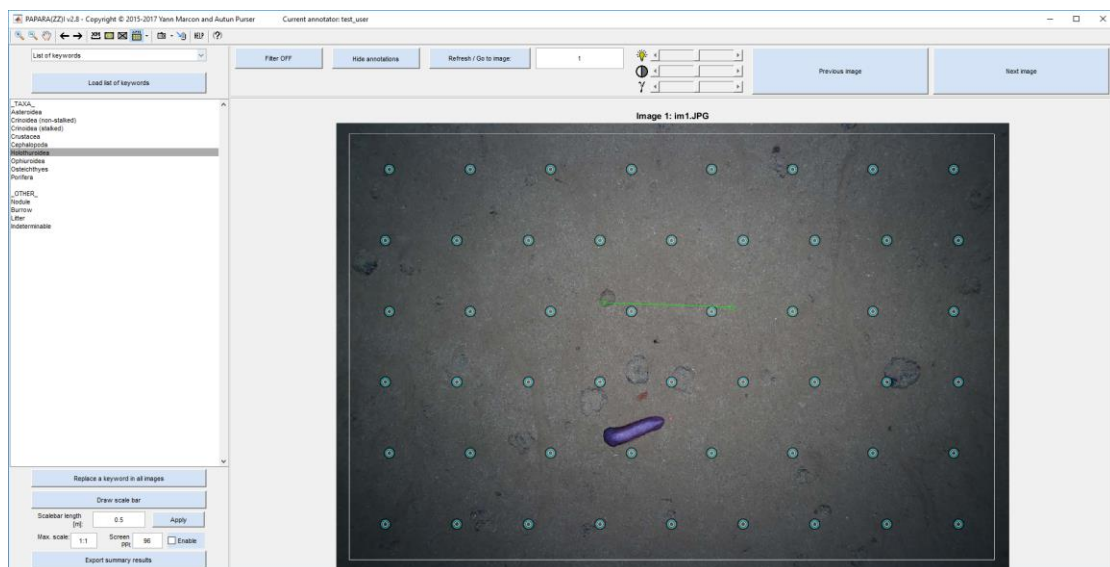 PAPARA(ZZ)I v2.8 - Copyright © 2015-2017 Yann Marcon and Autun Purser Current annotator: test_user
HELP
List of keywords
Load list of keywords
Filter OFF
Hide annotations
Refresh / Go to image:
1
Previous image
Next image
_TAXA_
Asteroidea
Crinoidea (non-stalked)
Crinoidea (stalked)
Crustacea
Cephalopoda
Holothuroidea
Ophiuroidea
Osteichthyes
Porifera
_OTHER_
Nodule
Burrow
Litter
Indeterminable
Image 1: im1.JPG
Replace a keyword in all images
Draw scale bar
Scalebar length
[m]:
0.5
Apply
Max. scale:
1:1
Screen
PPI:
96
Enable
Export summary results